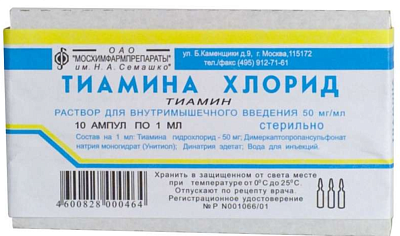 ОАО
"МОСХИМФАРМПРЕПАРАТЫ"
им. Н.А. Семашко
ул. Б.Каменщики д.9, г. Москва,115172
тел./факс (495) 912-71-61
ТИАМИНА ХЛОРИД
ТИАМИН
РАСТВОР ДЛЯ ВНУТРИМЫШЕЧНОГО ВВЕДЕНИЯ 50 мг/мл
10 АМПУЛ ПО 1 МЛ стерильно
Состав на 1 мл: Тиамина гидрохлорид - 50 мг; Димеркаптопропансульфонат
натрия моногидрат (Унитиол); Динатрия эдетат; Вода для инъекций.
Хранить в защищенном от света месте
при температуре от 0°С до 25°С.
Отпускают по рецепту врача.
Регистрационное удостоверение
№ Р N001066/01
4 600828 000464